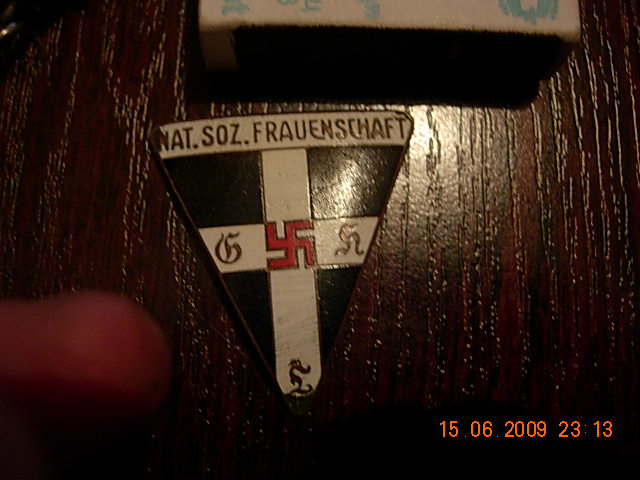 NAT. SOZ. FRAUENSCHAFT
G H
L
15.06.2009 23:13